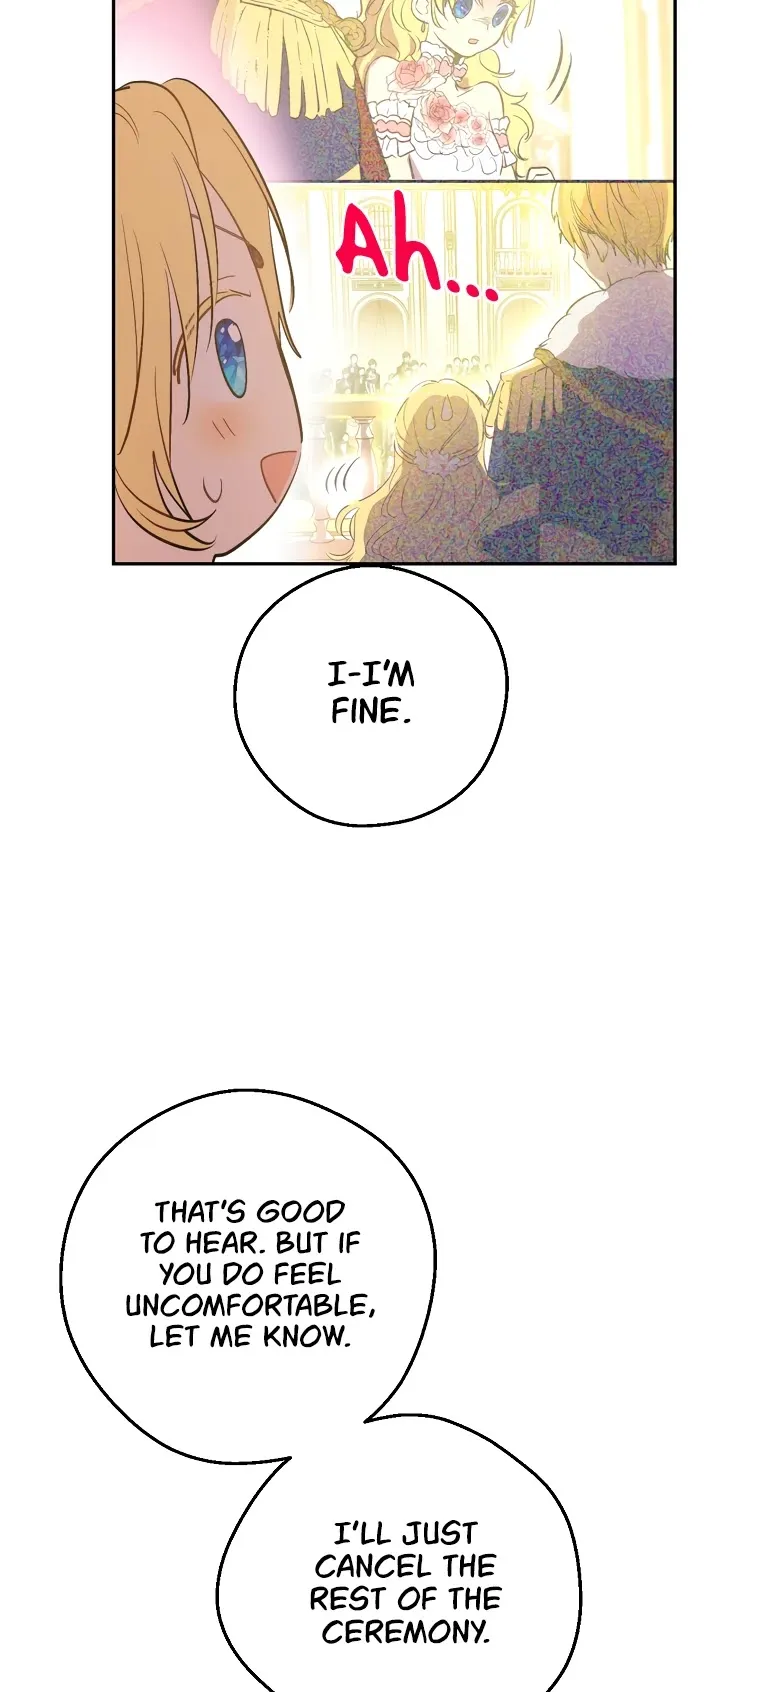 Ah...
I-I'M
FINE.
THAT'S GOOD
TO HEAR. BUT IF
YOU DO FEEL
UNCOMFORTABLE,
LET ME KNOW.
I'LL JUST
CANCEL THE
REST OF THE
CEREMONY.